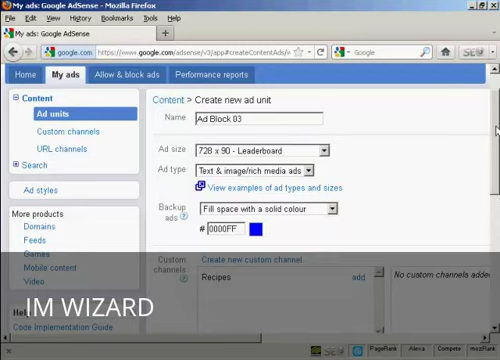 My ads: Google AdSense - Mozilla Firefox
File Edit View History Bookmarks Tools Help
My ads: Google AdSense
google.com https://www.google.com/adsense/v3/app#createContentAds/ Google SEO
Home My ads Allow & block ads Performance reports
Content
Ad units
Custom channels
URL channels
Search
Ad styles
More products
Domains
Feeds
Games
Mobile content
Video
Help
Code Implementation Guide
Content > Create new ad unit
Name Ad Block 03
Ad size 728 x 90 - Leaderboard
Ad type Text & image/rich media ads
View examples of ad types and sizes
Backup ads ? Fill space with a solid colour
# 0000FF
Custom channels ? Create new custom channel
Recipes add
No custom channels added
IM WIZARD
SEO PageRank Alexa Compete mozRank